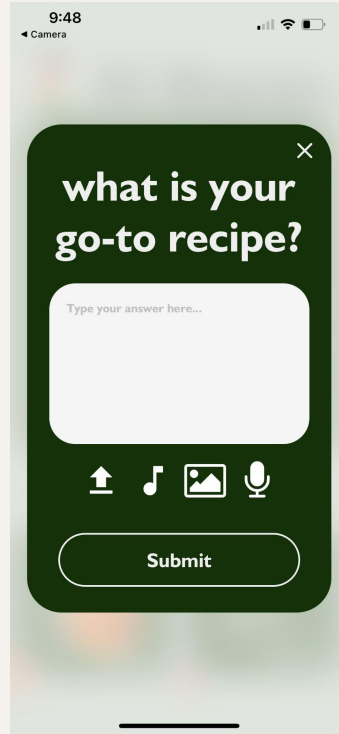 9:48
◀ Camera
what is your
go-to recipe?
Type your answer here...
Submit